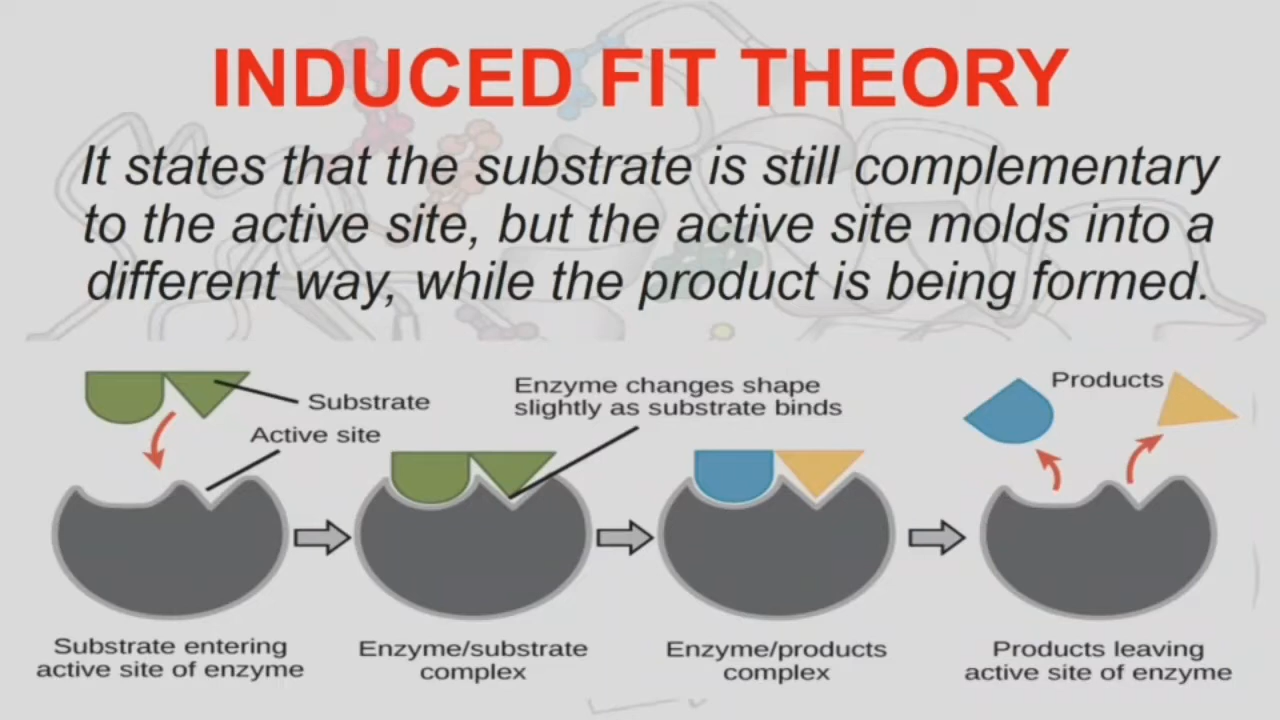 INDUCED FIT THEORY
It states that the substrate is still complementary
to the active site, but the active site molds into a
different way, while the product is being formed.
Substrate
Active site
Enzyme changes shape
slightly as substrate binds
Products
Substrate entering
active site of enzyme
Enzyme/substrate
complex
Enzyme/products
complex
Products leaving
active site of enzyme